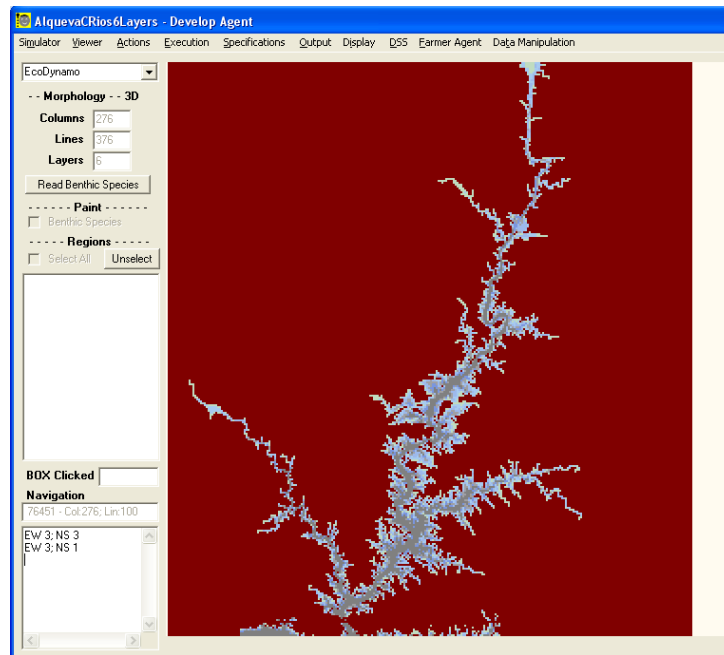 AlquevaCRios6Layers - Develop Agent
Simulator Viewer Actions Execution Specifications Output Display DSS Farmer Agent Data Manipulation
EcoDynamo
- - Morphology - - 3D
Columns 276
Lines 376
Layers 6
Read Benthic Species
- - - - - - Paint - - - - - -
Benthic Species
- - - - - Regions - - - - -
Select All Unselect
BOX Clicked
Navigation
76451 - Col:276; Lin:100
EW 3; NS 3
EW 3; NS 1